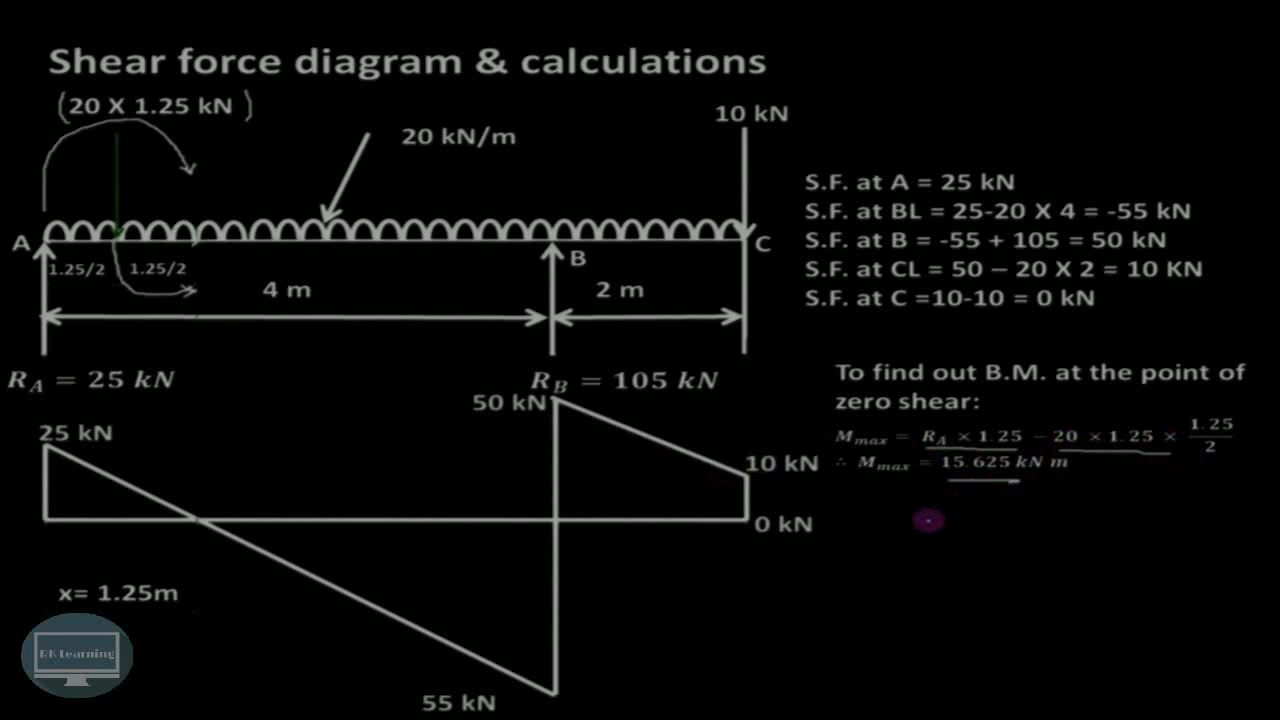 Shear force diagram & calculations
(20 X 1.25 kN )
20 kN/m
10 kN
A
B
C
1.25/2
1.25/2
4 m
2 m
R_A = 25 kN
R_B = 105 kN
S.F. at A = 25 kN
S.F. at BL = 25-20 X 4 = -55 kN
S.F. at B = -55 + 105 = 50 kN
S.F. at CL = 50 – 20 X 2 = 10 KN
S.F. at C =10-10 = 0 kN
To find out B.M. at the point of
zero shear:
M_max = R_A × 1.25 − 20 × 1.25 × 1.25/2
∴ M_max = 15.625 kN m
25 kN
50 kN
10 kN
0 kN
x= 1.25m
55 kN
RK Learning